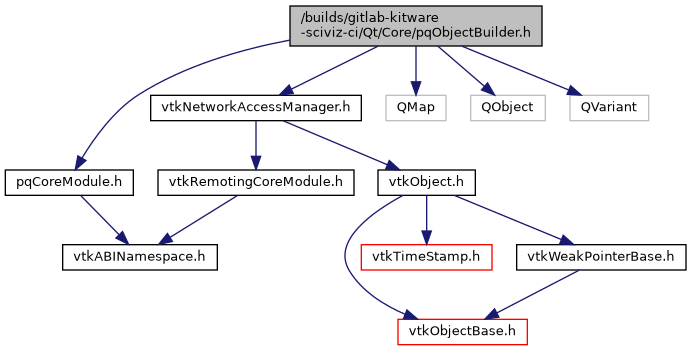 /builds/gitlab-kitware
-sciviz-ci/Qt/Core/pqObjectBuilder.h
vtkNetworkAccessManager.h
QMap
QObject
QVariant
pqCoreModule.h
vtkRemotingCoreModule.h
vtkObject.h
vtkABINamespace.h
vtkTimeStamp.h
vtkWeakPointerBase.h
vtkObjectBase.h